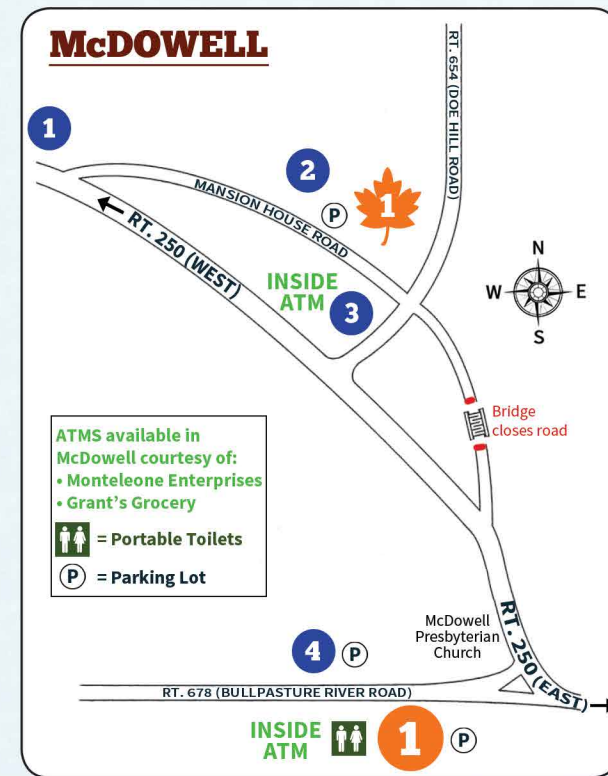 McDOWELL
RT. 654 (DOE HILL ROAD)
1
2
MANSION HOUSE ROAD
P
1
RT. 250 (WEST)
INSIDE
ATM
3
N
W
E
S
Bridge
closes road
ATMS available in
McDowell courtesy of:
• Monteleone Enterprises
• Grant's Grocery
= Portable Toilets
P = Parking Lot
McDowell
Presbyterian
Church
RT. 250 (EAST)
4
P
RT. 678 (BULLPASTURE RIVER ROAD)
INSIDE
ATM
1
P